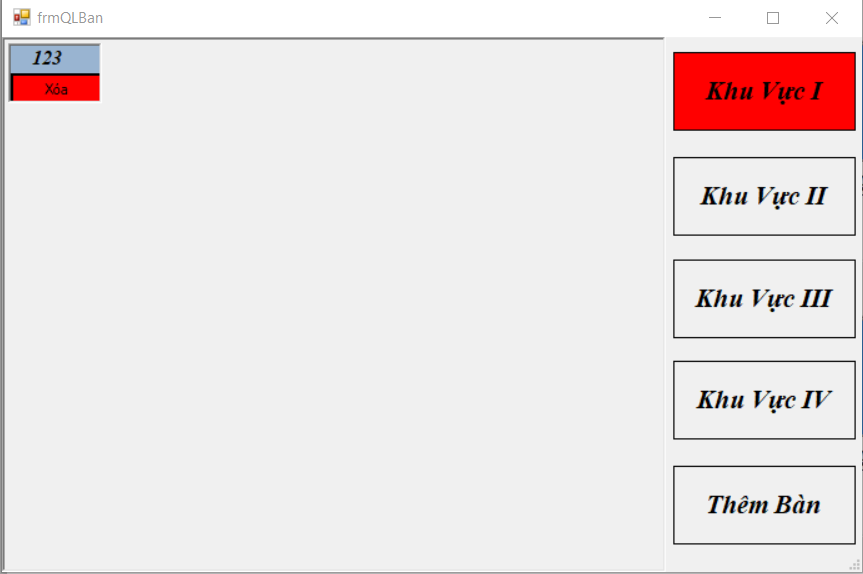 frmQLBan
123
Xóa
Khu Vực I
Khu Vực II
Khu Vực III
Khu Vực IV
Thêm Bàn